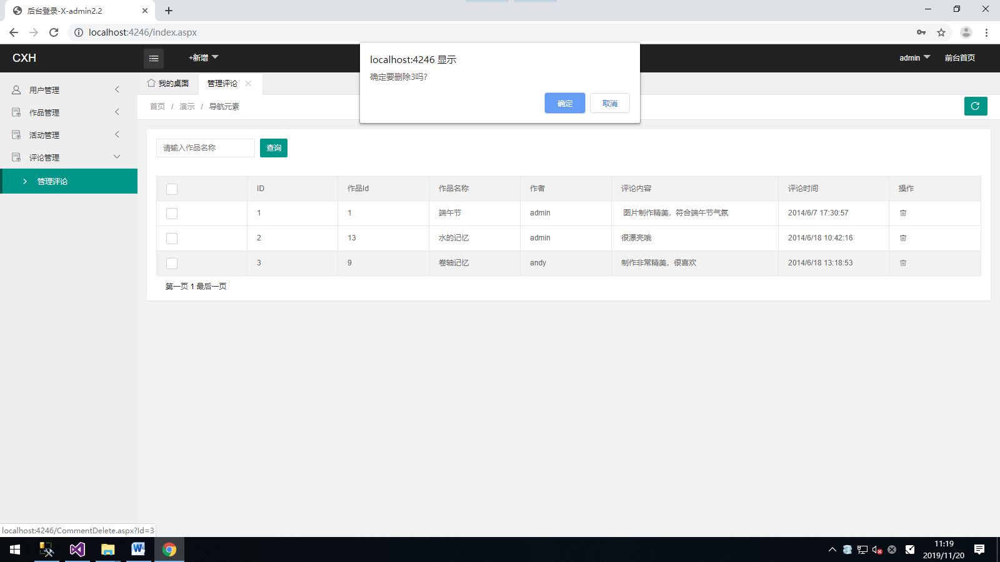 后台登录-X-admin2.2
localhost:4246/index.aspx
CXH
+新增
admin
前台首页
localhost:4246 显示
确定要删除3吗?
确定
取消
用户管理
作品管理
活动管理
评论管理
管理评论
我的桌面
管理评论
首页 / 演示 / 导航元素
请输入作品名称
查询
ID 作品Id 作品名称 作者 评论内容 评论时间 操作
1 1 端午节 admin 图片制作精美，符合端午节气氛 2014/6/7 17:30:57
2 13 水的记忆 admin 很漂亮哦 2014/6/18 10:42:16
3 9 卷轴记忆 andy 制作非常精美，很喜欢 2014/6/18 13:18:53
第一页 1 最后一页
localhost:4246/CommentDelete.aspx?Id=3
11:19
2019/11/20